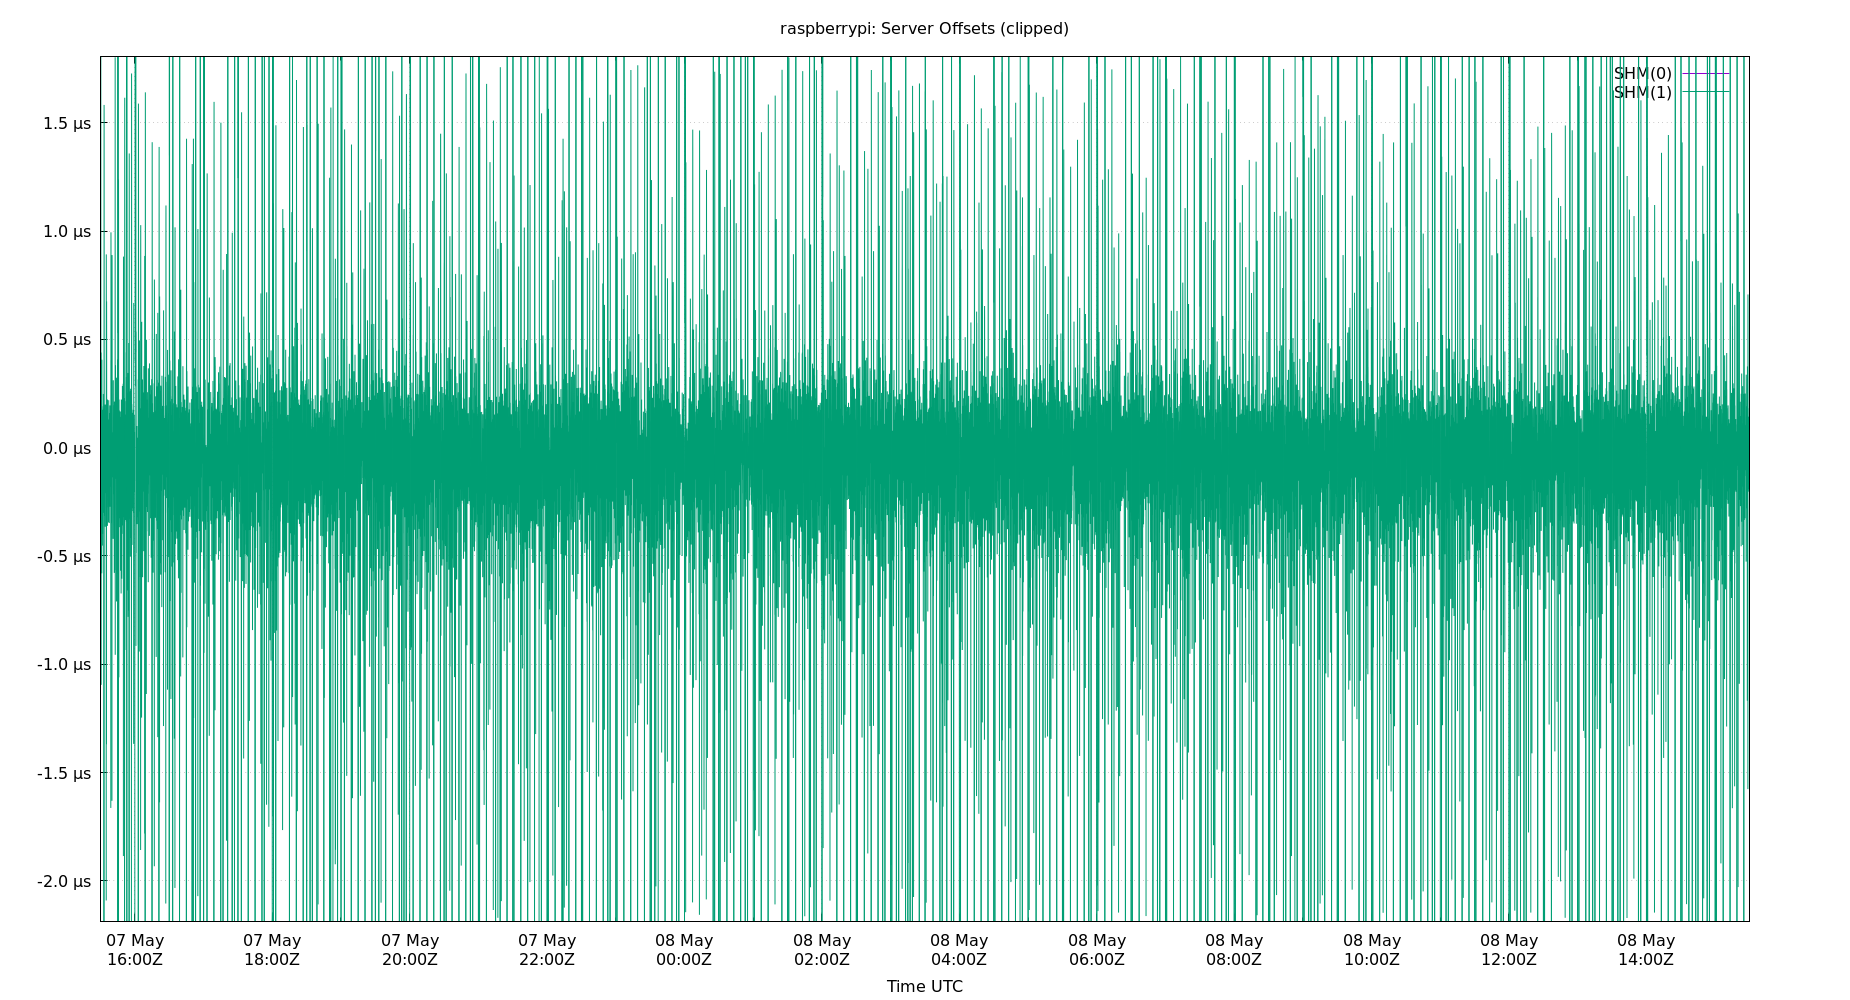 raspberrypi: Server Offsets (clipped)
SHM(0)
SHM(1)
1.5 µs
1.0 µs
0.5 µs
0.0 µs
-0.5 µs
-1.0 µs
-1.5 µs
-2.0 µs
07 May 07 May 07 May 07 May 08 May 08 May 08 May 08 May 08 May 08 May 08 May 08 May
16:00Z 18:00Z 20:00Z 22:00Z 00:00Z 02:00Z 04:00Z 06:00Z 08:00Z 10:00Z 12:00Z 14:00Z
Time UTC